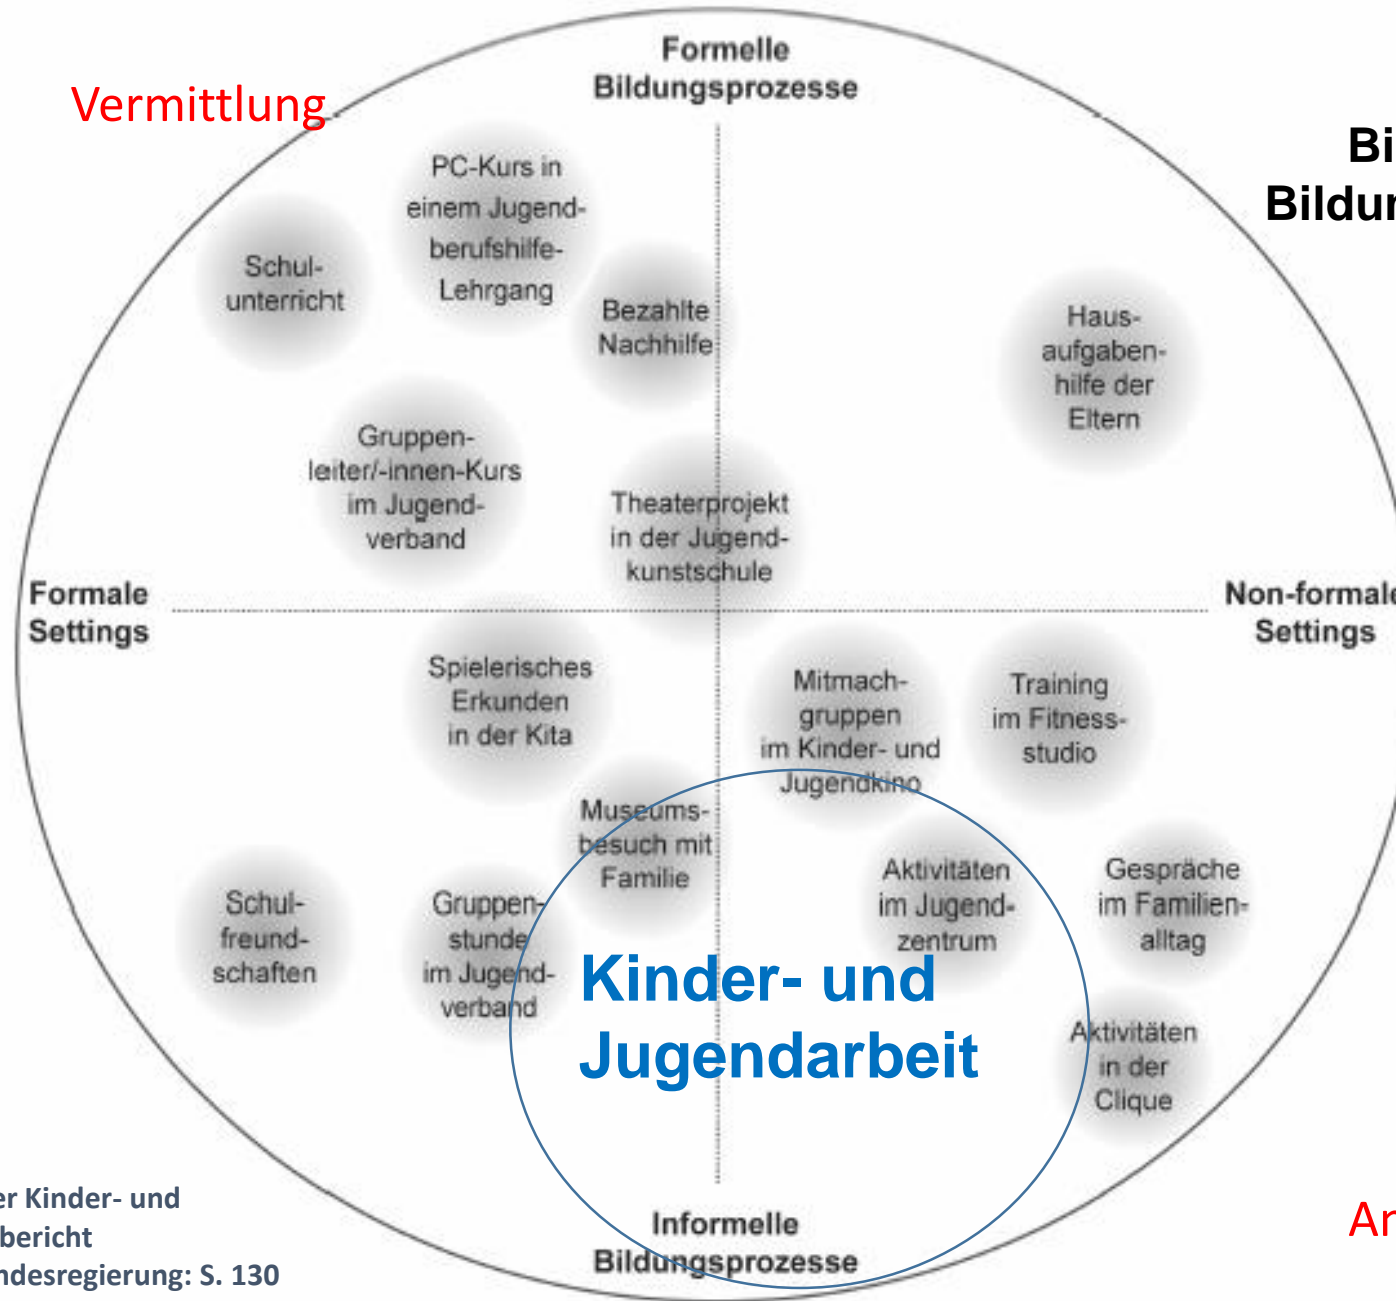 Formelle
Bildungsprozesse
Vermittlung
Bi
Bildur
PC-Kurs in
einem Jugend-
berufshilfe-
Lehrgang
Schul-
unterricht
Bezahlte
Nachhilfe
Haus-
aufgaben-
hilfe der
Eltern
Gruppen-
leiter/-innen-Kurs
im Jugend-
verband
Theaterprojekt
in der Jugend-
kunstschule
Formale
Settings
Non-formale
Settings
Spielerisches
Erkunden
in der Kita
Mitmach-
gruppen
im Kinder- und
Jugendkino
Training
im Fitness-
studio
Museums-
besuch mit
Familie
Schul-
freund-
schaften
Gruppen-
stunde
im Jugend-
verband
Aktivitäten
im Jugend-
zentrum
Gespräche
im Familien-
alltag
Kinder- und
Jugendarbeit
Aktivitäten
in der
Clique
er Kinder- und
bericht
ndesregierung: S. 130
Informelle
Bildungsprozesse
Ar